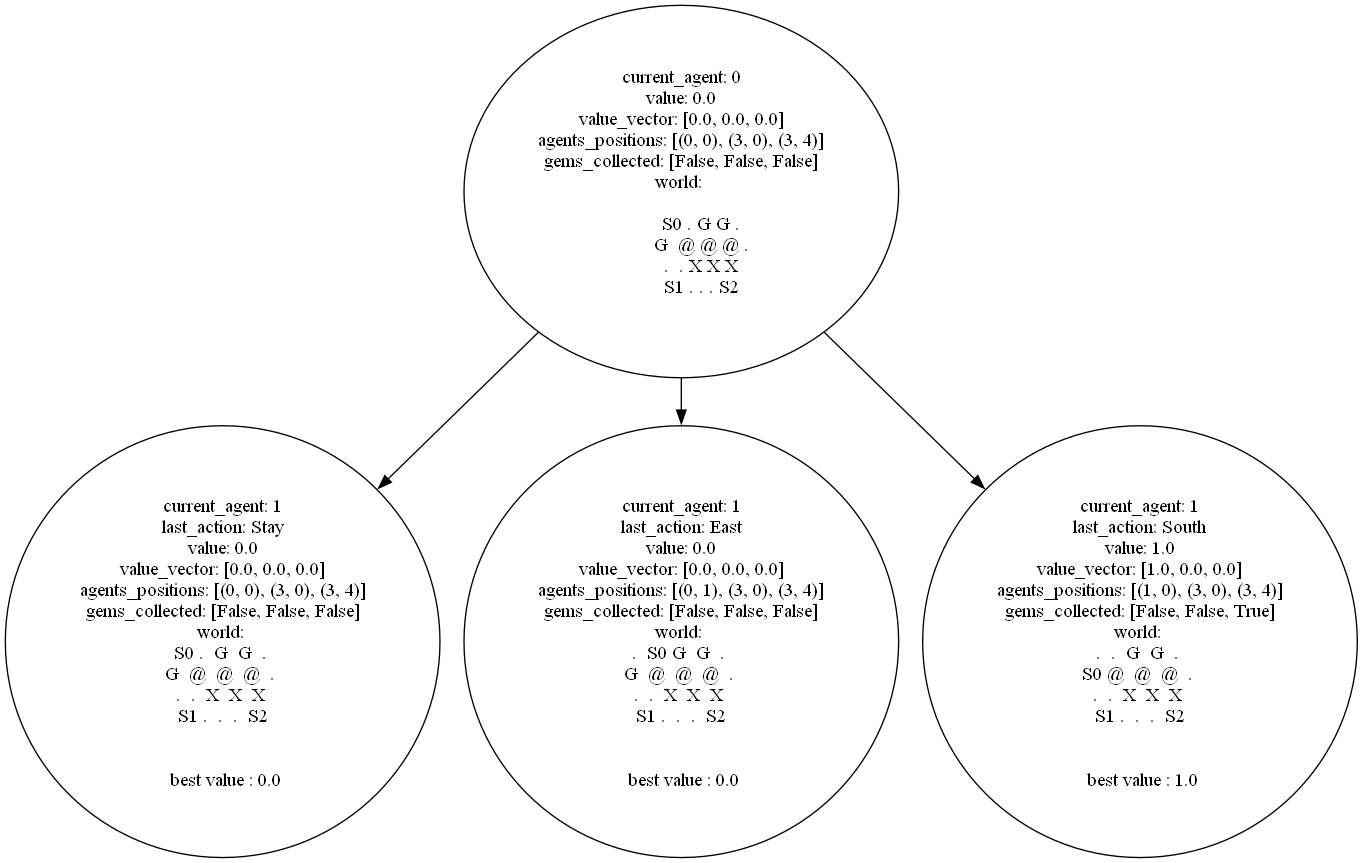 current_agent: 0
value: 0.0
value_vector: [0.0, 0.0, 0.0]
agents_positions: [(0, 0), (3, 0), (3, 4)]
gems_collected: [False, False, False]
world:
S0 . G G .
G @ @ @ .
. . X X X
S1 . . . S2
current_agent: 1
last_action: Stay
value: 0.0
value_vector: [0.0, 0.0, 0.0]
agents_positions: [(0, 0), (3, 0), (3, 4)]
gems_collected: [False, False, False]
world:
S0 . G G .
G @ @ @ .
. . X X X
S1 . . . S2
best value : 0.0
current_agent: 1
last_action: East
value: 0.0
value_vector: [0.0, 0.0, 0.0]
agents_positions: [(0, 1), (3, 0), (3, 4)]
gems_collected: [False, False, False]
world:
. S0 G G .
G @ @ @ .
. . X X X
S1 . . . S2
best value : 0.0
current_agent: 1
last_action: South
value: 1.0
value_vector: [1.0, 0.0, 0.0]
agents_positions: [(1, 0), (3, 0), (3, 4)]
gems_collected: [False, False, True]
world:
. . G G .
S0 @ @ @ .
. . X X X
S1 . . . S2
best value : 1.0